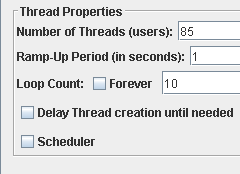 Thread Properties
Number of Threads (users): 85
Ramp-Up Period (in seconds): 1
Loop Count: Forever 10
Delay Thread creation until needed
Scheduler